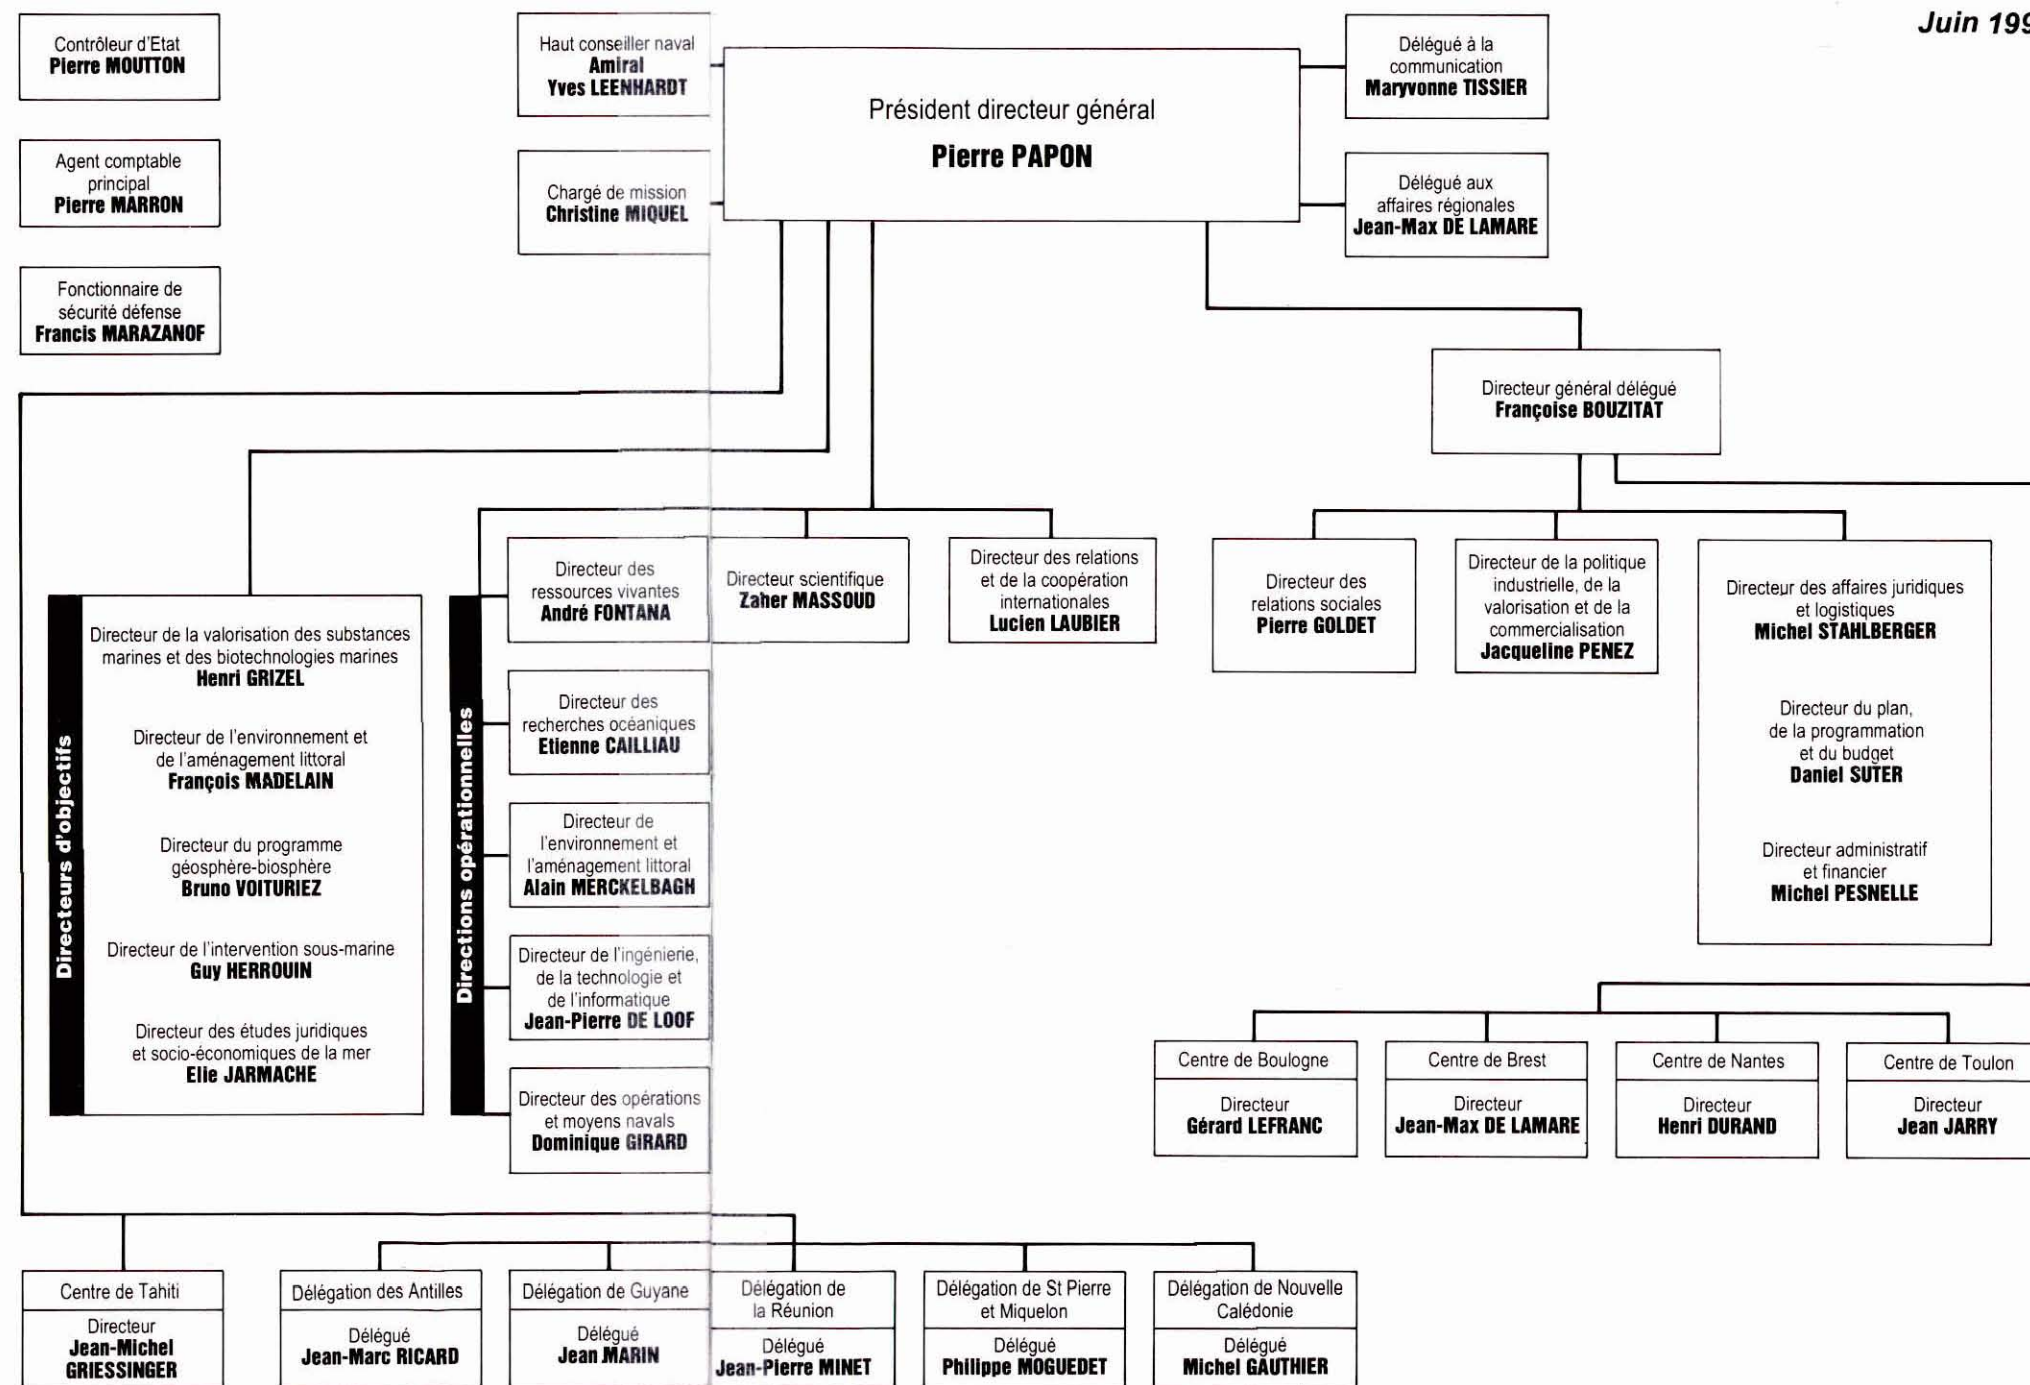 Juin 199
Contrôleur d'Etat
Pierre MOUTTON
Agent comptable
principal
Pierre MARRON
Fonctionnaire de
sécurité défense
Francis MARAZANOF
Haut conseiller naval
Amiral
Yves LEENHARDT
Chargé de mission
Christine MIQUEL
Président directeur général
Pierre PAPON
Délégué à la
communication
Maryvonne TISSIER
Délégué aux
affaires régionales
Jean-Max DE LAMARE
Directeur général délégué
Françoise BOUZITAT
Directeurs d'objectifs
Directeur de la valorisation des substances
marines et des biotechnologies marines
Henri GRIZEL
Directeur de l'environnement et
de l'aménagement littoral
François MADELAIN
Directeur du programme
géosphère-biosphère
Bruno VOITURIEZ
Directeur de l'intervention sous-marine
Guy HERROUIN
Directeur des études juridiques
et socio-économiques de la mer
Elie JARMACHE
Directions opérationnelles
Directeur des
ressources vivantes
André FONTANA
Directeur des
recherches océaniques
Etienne CAILLIAU
Directeur de
l'environnement et
l'aménagement littoral
Alain MERCKELBAGH
Directeur de l'ingénierie,
de la technologie et
de l'informatique
Jean-Pierre DE LOOF
Directeur des opérations
et moyens navals
Dominique GIRARD
Directeur scientifique
Zaher MASSOUD
Directeur des relations
et de la coopération
internationales
Lucien LAUBIER
Directeur des
relations sociales
Pierre GOLDET
Directeur de la politique
industrielle, de la
valorisation et de la
commercialisation
Jacqueline PENEZ
Directeur des affaires juridiques
et logistiques
Michel STAHLBERGER
Directeur du plan,
de la programmation
et du budget
Daniel SUTER
Directeur administratif
et financier
Michel PESNELLE
Centre de Boulogne
Directeur
Gérard LEFRANC
Centre de Brest
Directeur
Jean-Max DE LAMARE
Centre de Nantes
Directeur
Henri DURAND
Centre de Toulon
Directeur
Jean JARRY
Centre de Tahiti
Directeur
Jean-Michel
GRIESSINGER
Délégation des Antilles
Délégué
Jean-Marc RICARD
Délégation de Guyane
Délégué
Jean MARIN
Délégation de
la Réunion
Délégué
Jean-Pierre MINET
Délégation de St Pierre
et Miquelon
Délégué
Philippe MOGUEDET
Délégation de Nouvelle
Calédonie
Délégué
Michel GAUTHIER